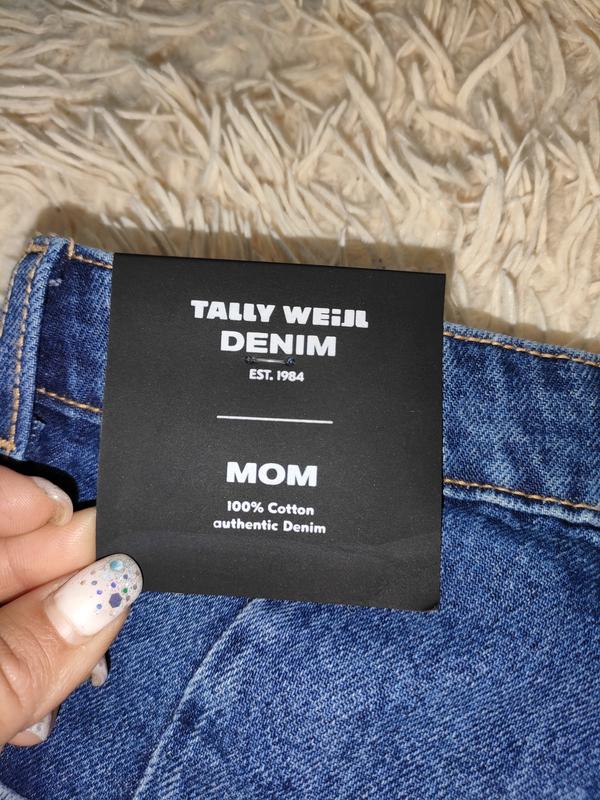 TALLY WEiJL
DENIM
EST. 1984
MOM
100% Cotton
authentic Denim